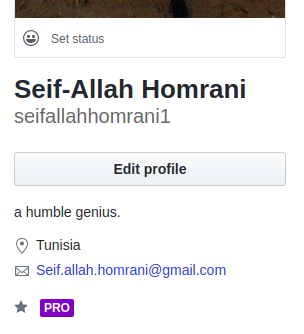 Set status
Seif-Allah Homrani
seifallahhomrani1
Edit profile
a humble genius.
Tunisia
Seif.allah.homrani@gmail.com
PRO